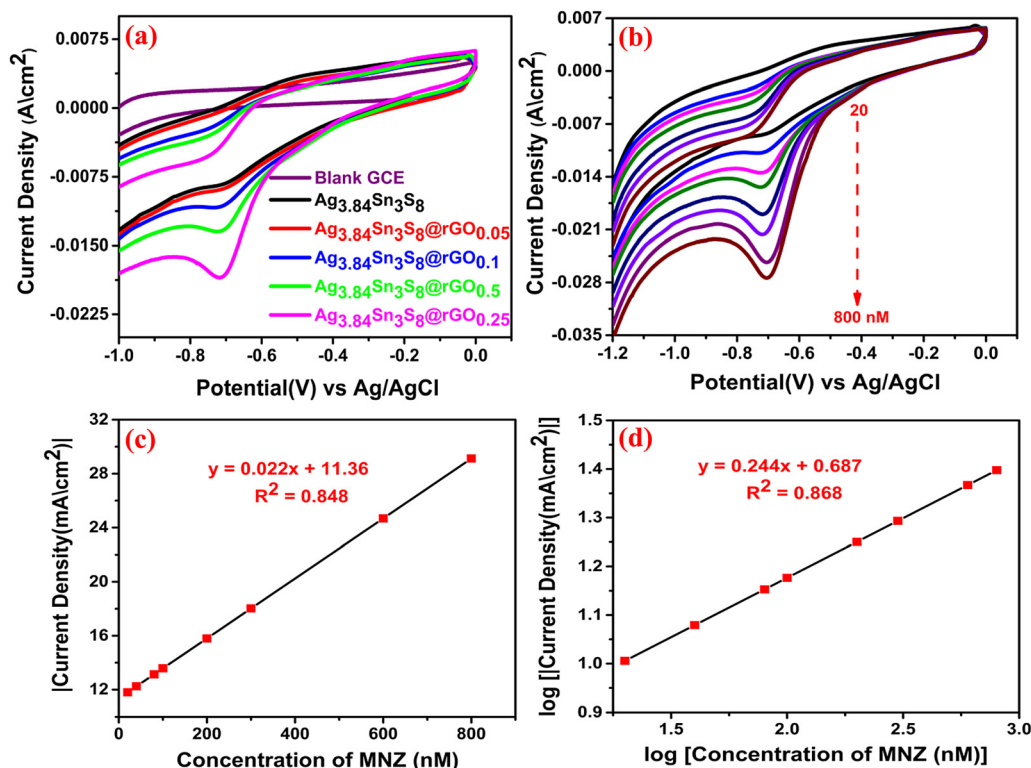 (a)
0.0075
0.0000
-0.0075
-0.0150
-0.0225
Current Density (A\cm²)
Blank GCE
Ag₃.₈₄Sn₃S₈
Ag₃.₈₄Sn₃S₈@rGO₀.₀₅
Ag₃.₈₄Sn₃S₈@rGO₀.₁
Ag₃.₈₄Sn₃S₈@rGO₀.₅
Ag₃.₈₄Sn₃S₈@rGO₀.₂₅
-1.0 -0.8 -0.6 -0.4 -0.2 0.0
Potential(V) vs Ag/AgCl
(b)
0.007
0.000
-0.007
-0.014
-0.021
-0.028
-0.035
Current Density (A\cm²)
20
800 nM
-1.2 -1.0 -0.8 -0.6 -0.4 -0.2 0.0
Potential(V) vs Ag/AgCl
(c)
32
28
24
20
16
12
|Current Density(mA\cm²)|
y = 0.022x + 11.36
R² = 0.848
0 200 400 600 800
Concentration of MNZ (nM)
(d)
1.5
1.4
1.3
1.2
1.1
1.0
0.9
log [|Current Density(mA\cm²)|]
y = 0.244x + 0.687
R² = 0.868
1.5 2.0 2.5 3.0
log [Concentration of MNZ (nM)]